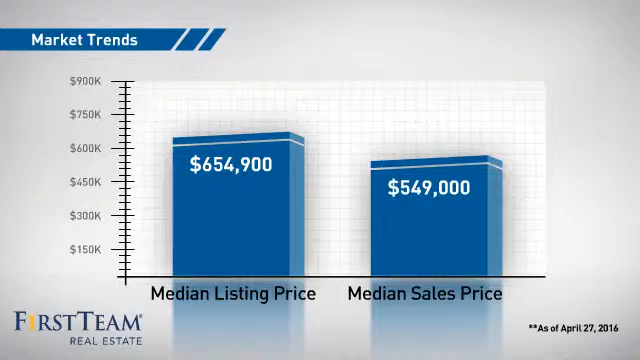 Market Trends
$900K
$750K
$600K
$450K
$300K
$150K
$654,900
$549,000
Median Listing Price
Median Sales Price
FIRSTTEAM®
REAL ESTATE
**As of April 27, 2016